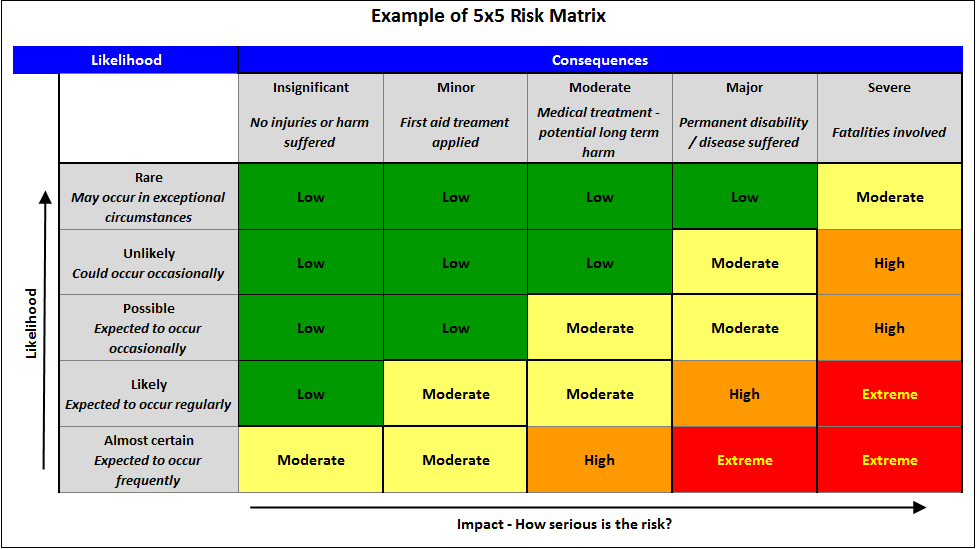 Example of 5x5 Risk Matrix
Likelihood Consequences
Insignificant Minor Moderate Major Severe
No injuries or harm
suffered
First aid treament
applied
Medical treatment -
potential long term
harm
Permanent disability
/ disease suffered
Fatalities involved
Rare
May occur in exceptional
circumstances
Low Low Low Low Moderate
Unlikely
Could occur occasionally
Low Low Low Moderate High
Possible
Expected to occur
occasionally
Low Low Moderate Moderate High
Likely
Expected to occur regularly
Low Moderate Moderate High Extreme
Almost certain
Expected to occur
frequently
Moderate Moderate High Extreme Extreme
Likelihood
Impact - How serious is the risk?